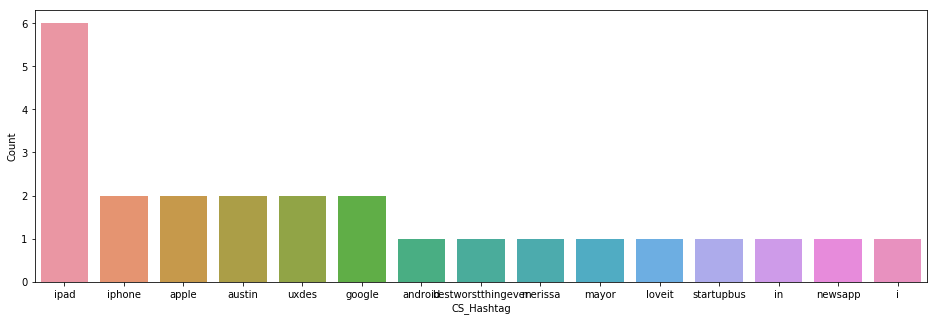 6
5
4
3
2
1
0
Count
ipad iphone apple austin uxdes google android bestworstthingever merissa mayor loveit startupbus in newsapp i
CS_Hashtag